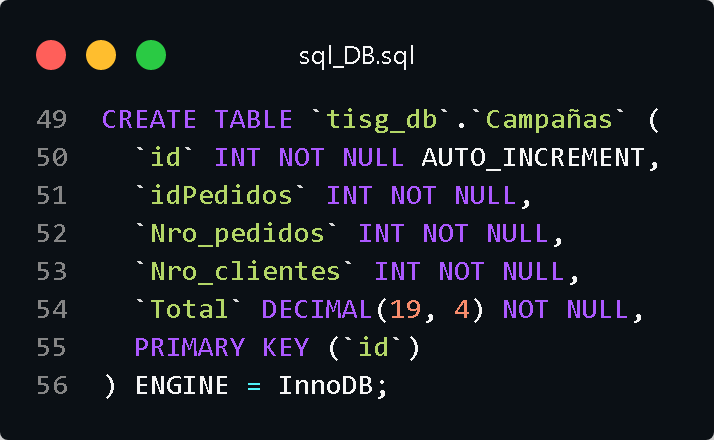 sql_DB.sql
49 CREATE TABLE `tisg_db`.`Campañas` (
50 `id` INT NOT NULL AUTO_INCREMENT,
51 `idPedidos` INT NOT NULL,
52 `Nro_pedidos` INT NOT NULL,
53 `Nro_clientes` INT NOT NULL,
54 `Total` DECIMAL(19, 4) NOT NULL,
55 PRIMARY KEY (`id`)
56 ) ENGINE = InnoDB;